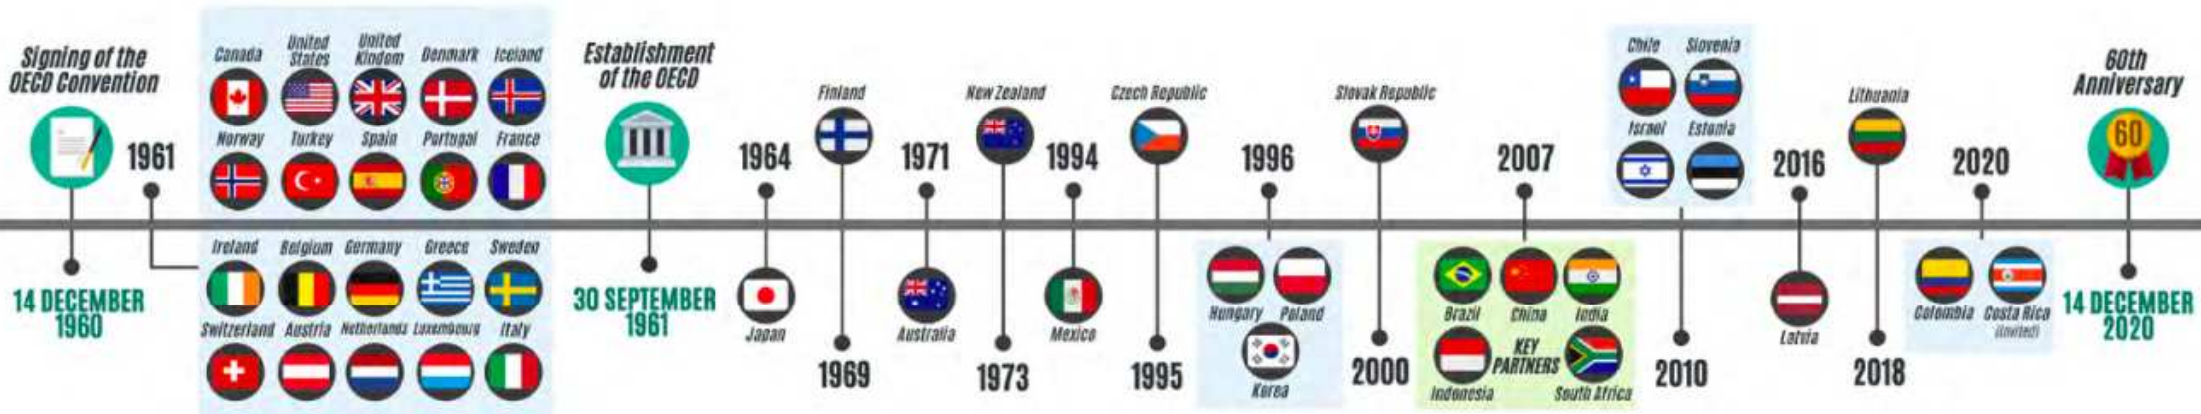 Signing of the
OECD Convention
14 DECEMBER
1960
1961
Canada
United
States
United
Kindom
Denmark
Iceland
Norway
Turkey
Spain
Portugal
France
Ireland
Belgium
Germany
Greece
Sweden
Switzerland
Austria
Netherlands
Luxembourg
Italy
Establishment
of the OECD
30 SEPTEMBER
1961
1964
Japan
Finland
1969
1971
Australia
New Zealand
1973
1994
Mexico
Czech Republic
1995
1996
Hungary
Poland
Korea
Slovak Republic
2000
2007
Brazil
China
India
Indonesia
KEY
PARTNERS
South Africa
Chile
Slovenia
Israel
Estonia
2010
2016
Latvia
Lithuania
2018
2020
Colombia
Costa Rica
(Invited)
60th
Anniversary
60
14 DECEMBER
2020